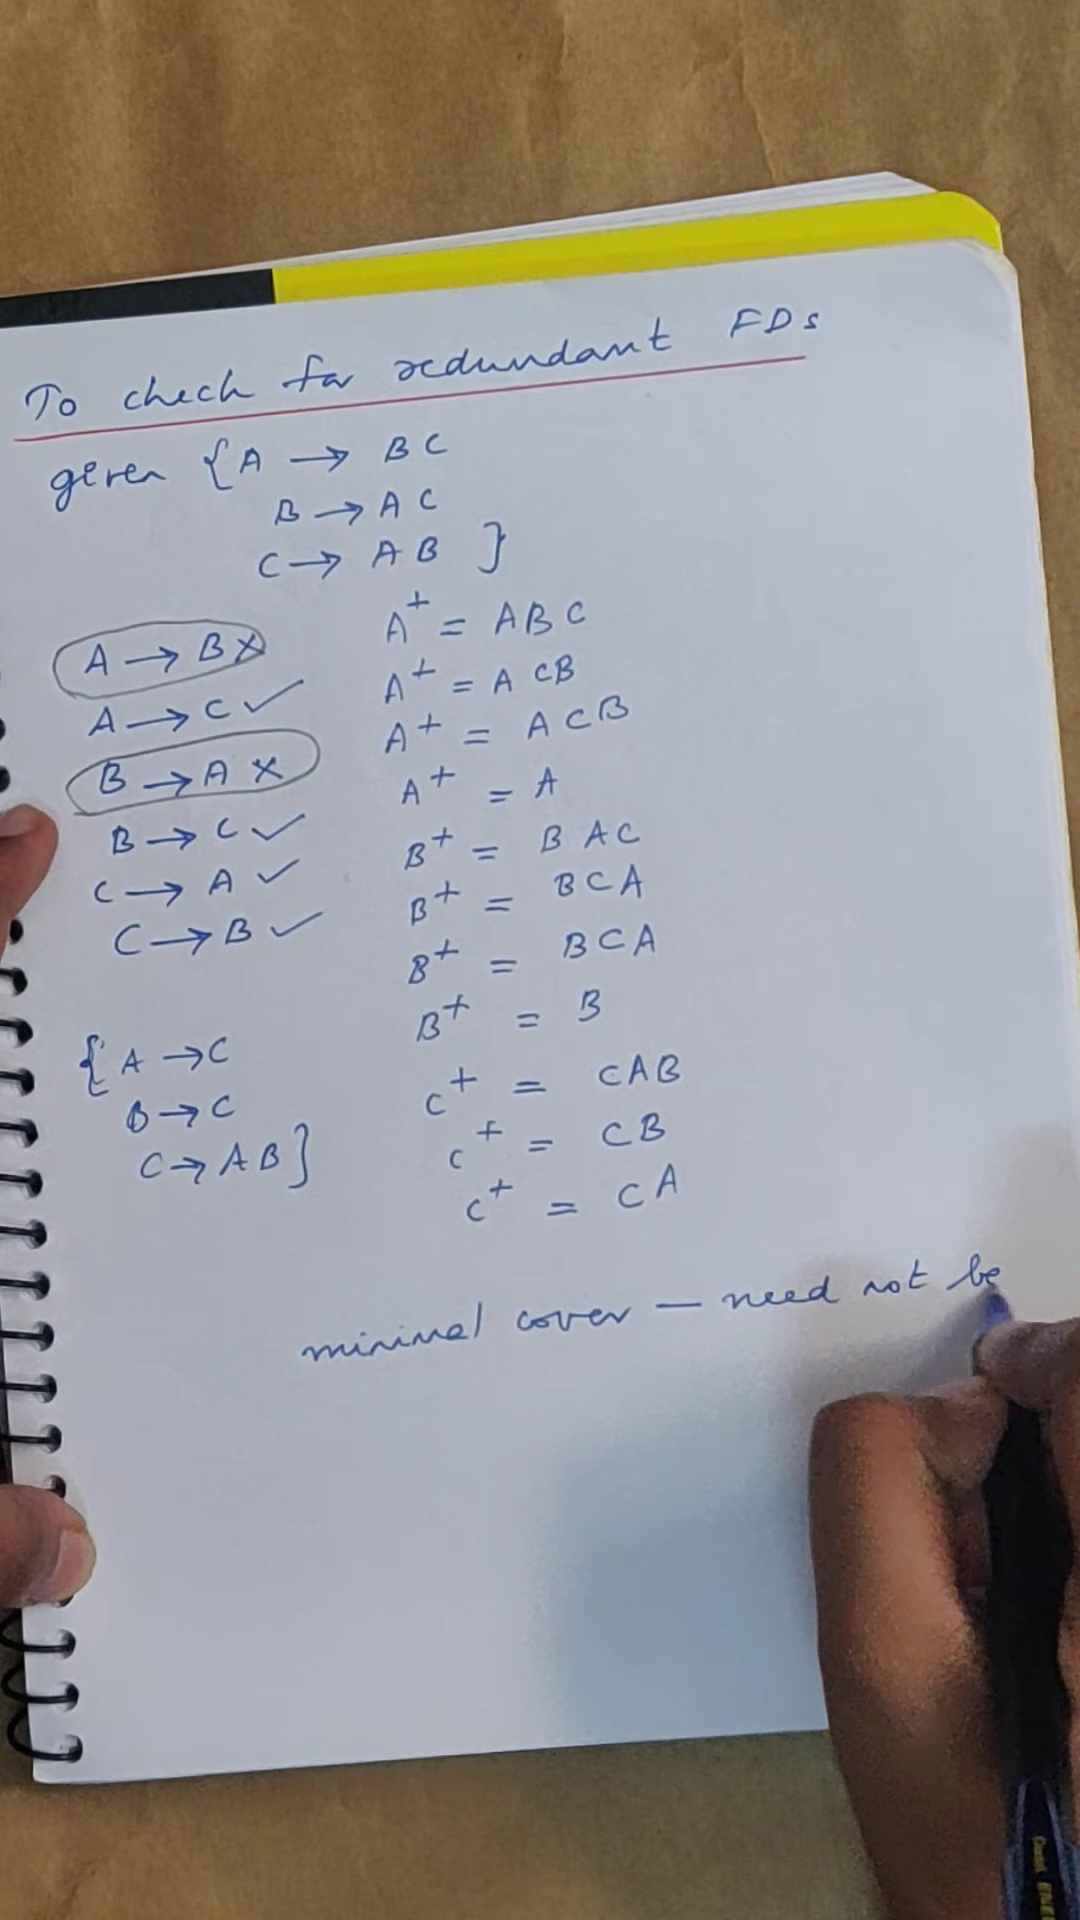 To check for redundant FDs
given {A → BC
B → AC
C → AB }
A → B ×
A → C ✓
B → A ×
B → C ✓
C → A ✓
C → B ✓
{A → C
B → C
C → AB}
A+ = ABC
A+ = ACB
A+ = ACB
A+ = A
B+ = BAC
B+ = BCA
B+ = BCA
B+ = B
C+ = CAB
C+ = CB
C+ = CA
minimal cover — need not be